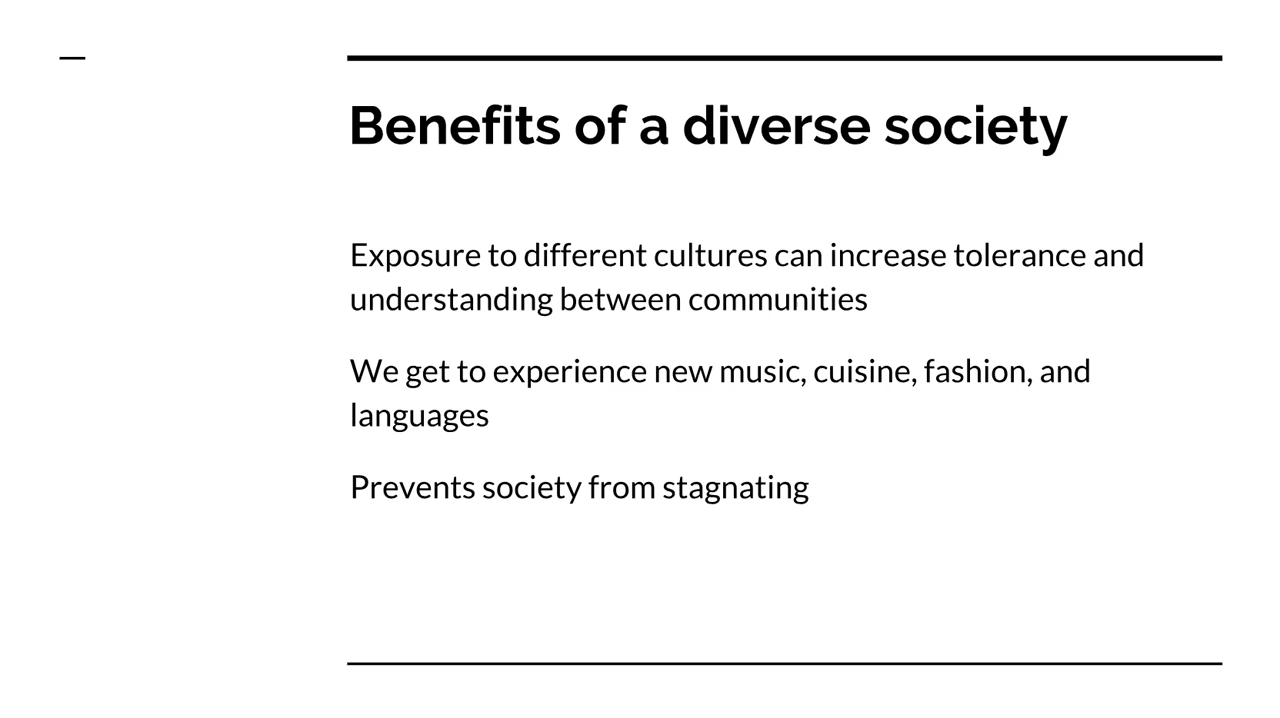 Benefits of a diverse society
Exposure to different cultures can increase tolerance and
understanding between communities
We get to experience new music, cuisine, fashion, and
languages
Prevents society from stagnating